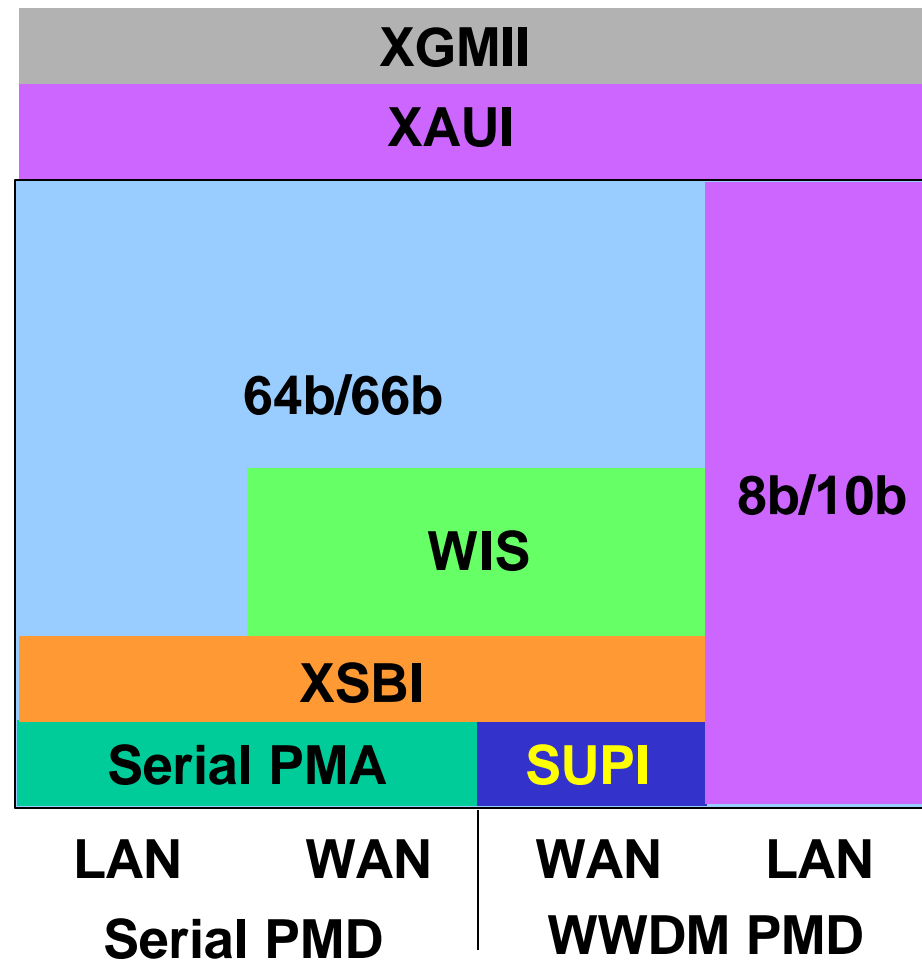 XGMII
XAUI
64b/66b
8b/10b
WIS
XSBI
Serial PMA SUPI
LAN WAN WAN LAN
Serial PMD WWDM PMD